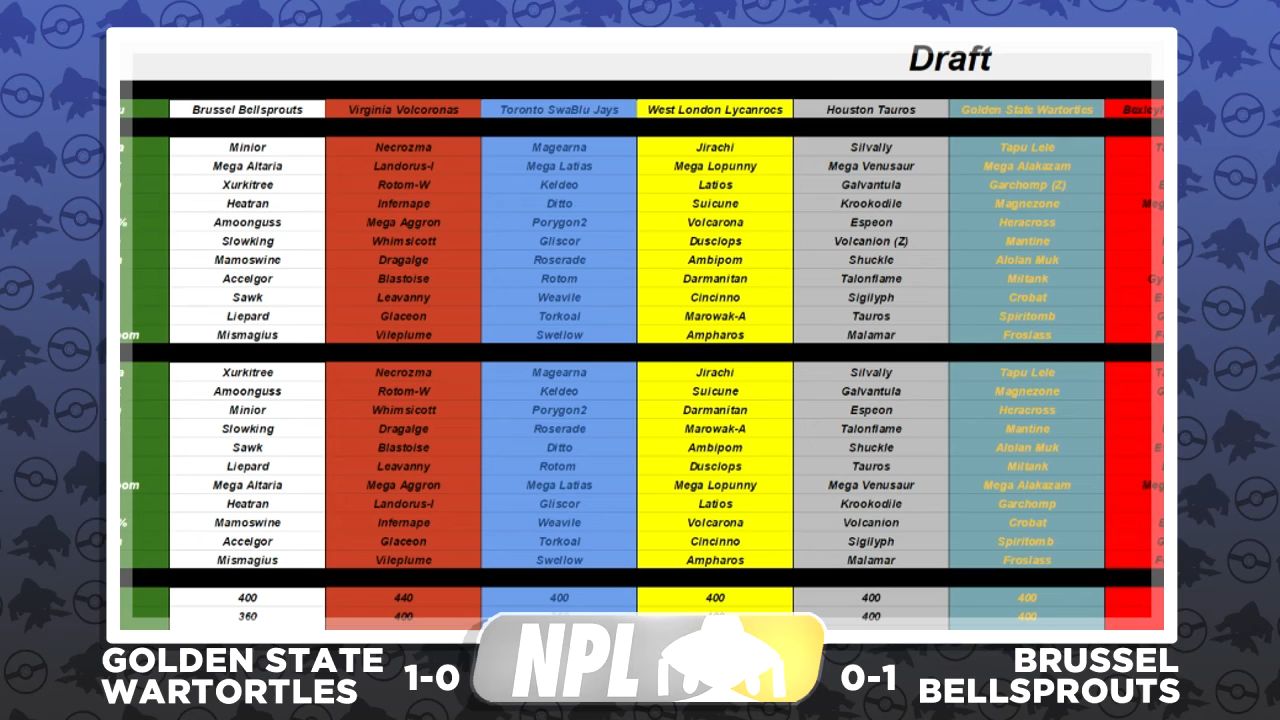 Draft
Brussel Bellsprouts Virginia Volcoronas Toronto SwaBlu Jays West London Lycanrocs Houston Tauros Golden State Wartortles
Minior Necrozma Magearna Jirachi Silvally Tapu Lele
Mega Altaria Landorus-I Mega Latias Mega Lopunny Mega Venusaur Mega Alakazam
Xurkitree Rotom-W Keldeo Latios Galvantula Garchomp (Z)
Heatran Infernape Ditto Suicune Krookodile Magnezone
Amoonguss Mega Aggron Porygon2 Volcarona Espeon Heracross
Slowking Whimsicott Gliscor Dusclops Volcanion (Z) Mantine
Mamoswine Dragalge Roserade Ambipom Shuckle Alolan Muk
Accelgor Blastoise Rotom Darmanitan Talonflame Miltank
Sawk Leavanny Weavile Cincinno Sigilyph Crobat
Liepard Glaceon Torkoal Marowak-A Tauros Spiritomb
Mismagius Vileplume Swellow Ampharos Malamar Froslass
Xurkitree Necrozma Magearna Jirachi Silvally Tapu Lele
Amoonguss Rotom-W Keldeo Suicune Galvantula Magnezone
Minior Whimsicott Porygon2 Darmanitan Espeon Heracross
Slowking Dragalge Roserade Marowak-A Talonflame Mantine
Sawk Blastoise Ditto Ambipom Shuckle Alolan Muk
Liepard Leavanny Rotom Dusclops Tauros Miltank
Mega Altaria Mega Aggron Mega Latias Mega Lopunny Mega Venusaur Mega Alakazam
Heatran Landorus-I Gliscor Latios Krookodile Garchomp
Mamoswine Infernape Weavile Volcarona Volcanion Crobat
Accelgor Glaceon Torkoal Cincinno Sigilyph Spiritomb
Mismagius Vileplume Swellow Ampharos Malamar Froslass
400 440 400 400 400 400
360 400 400 400
GOLDEN STATE WARTORTLES 1-0
NPL
0-1 BRUSSEL BELLSPROUTS